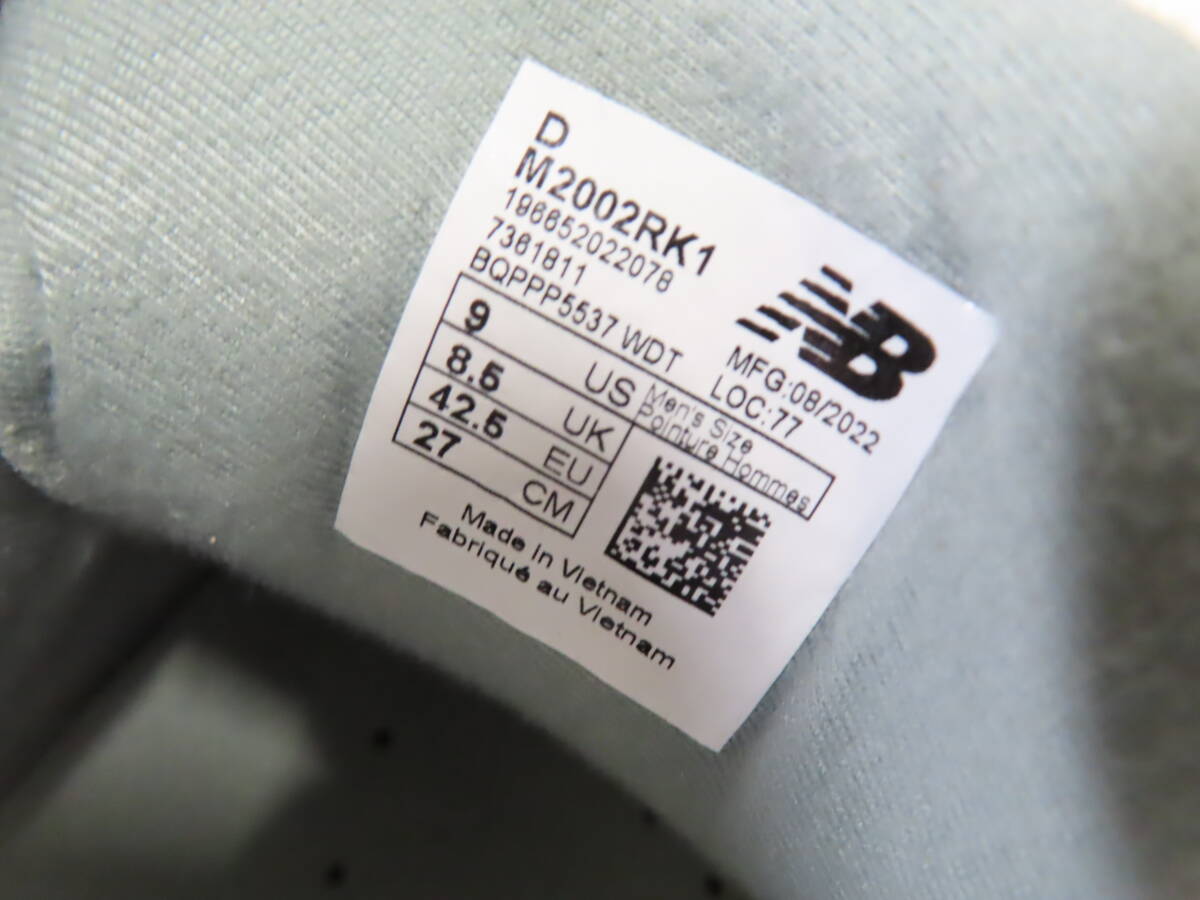 D
M2002RK1
196652022078
7361811
BQPPP5537 WDT
NB
MFG:08/2022
LOC:77
9 US
Men's Size
Pointure Hommes
8.5 UK
42.5 EU
27 CM
Made in Vietnam
Fabriqué au Vietnam